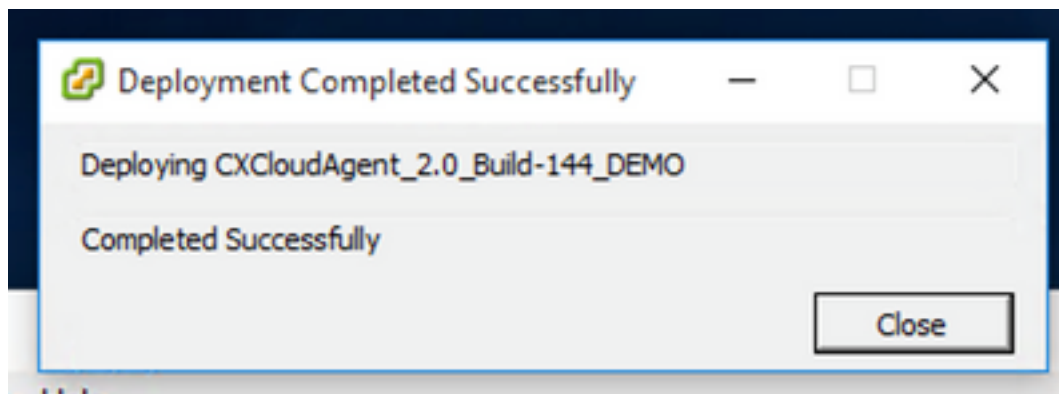 Deployment Completed Successfully
Deploying CXCloudAgent_2.0_Build-144_DEMO
Completed Successfully
Close